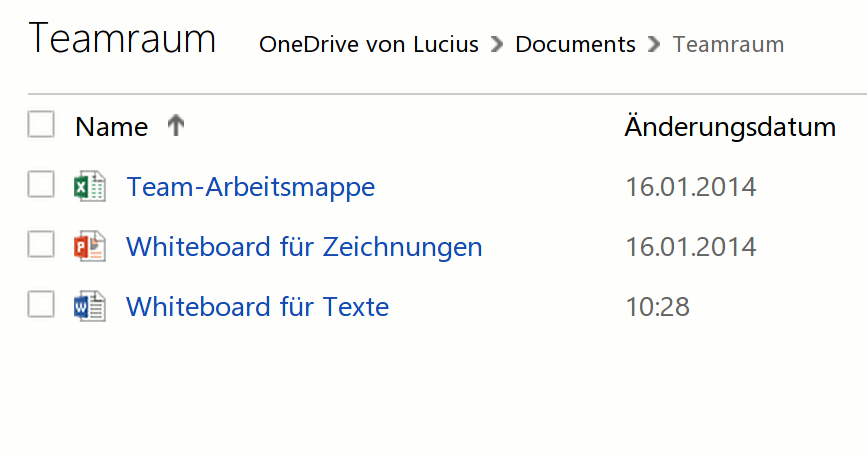 Teamraum OneDrive von Lucius > Documents > Teamraum
Name Änderungsdatum
Team-Arbeitsmappe 16.01.2014
Whiteboard für Zeichnungen 16.01.2014
Whiteboard für Texte 10:28